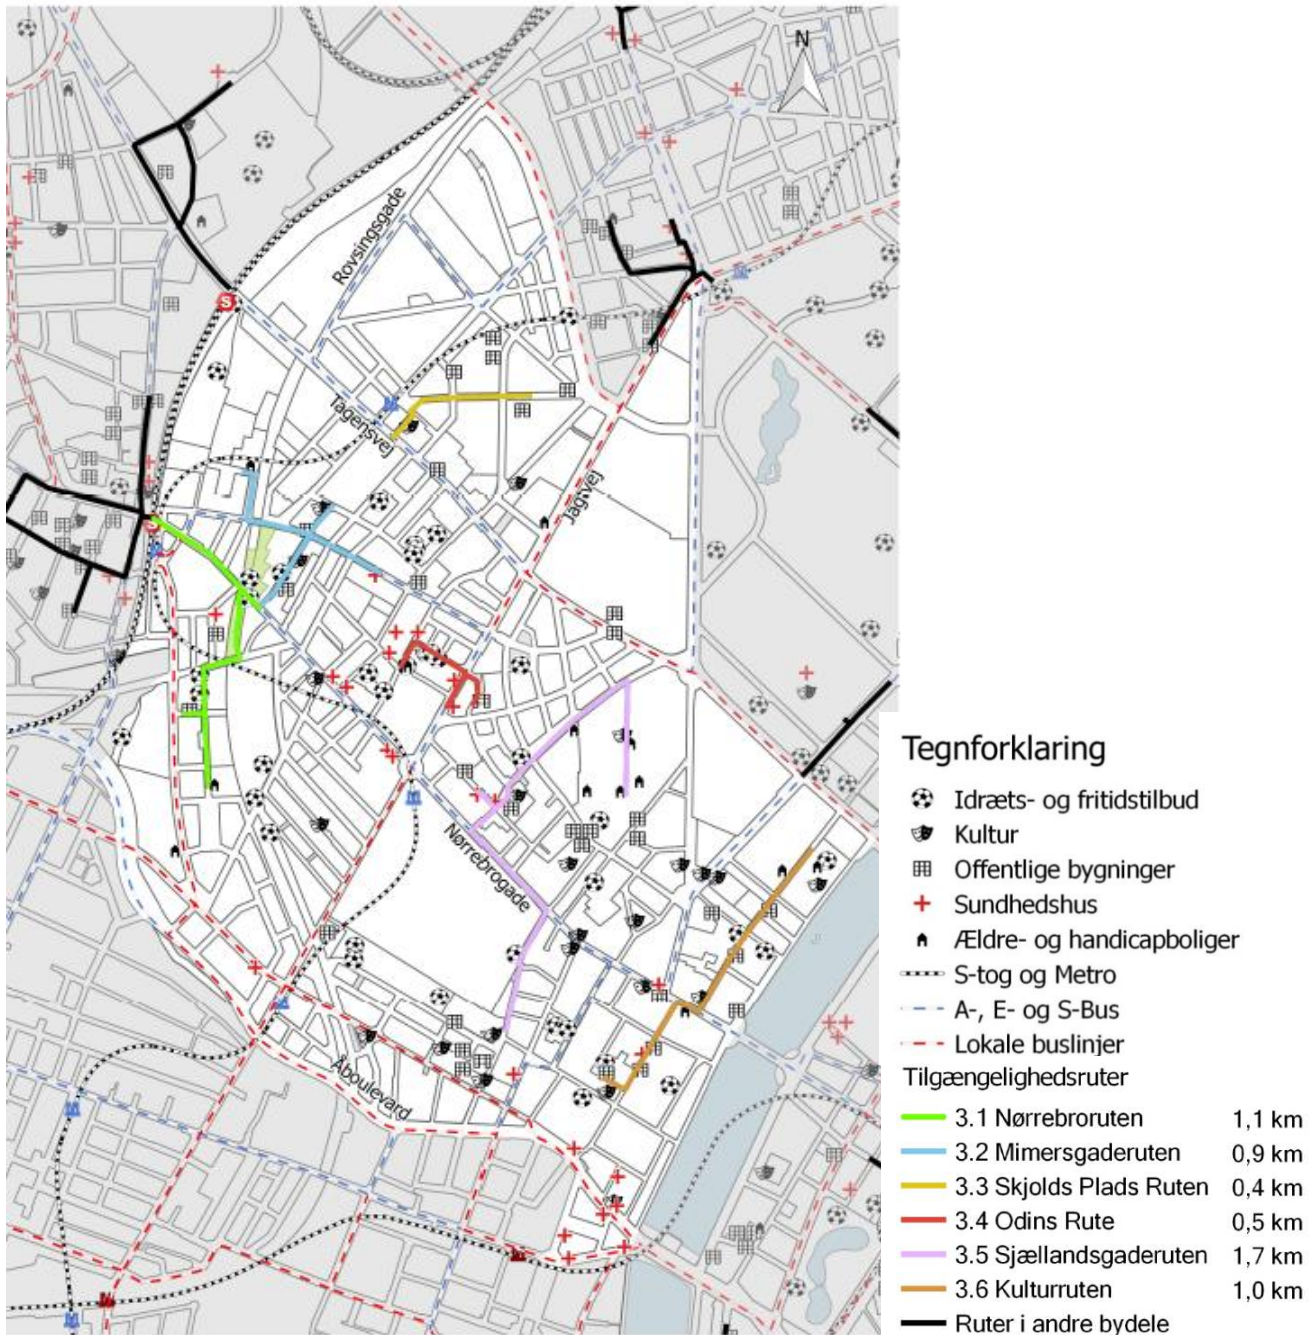 N
Rovsingsgade
Tagensvej
Jagtvej
Nørrebrogade
Åboulevard
Tegnforklaring
Idræts- og fritidstilbud
Kultur
Offentlige bygninger
Sundhedshus
Ældre- og handicapboliger
S-tog og Metro
A-, E- og S-Bus
Lokale buslinjer
Tilgængelighedsruter
3.1 Nørrebroruten 1,1 km
3.2 Mimersgaderuten 0,9 km
3.3 Skjolds Plads Ruten 0,4 km
3.4 Odins Rute 0,5 km
3.5 Sjællandsgaderuten 1,7 km
3.6 Kulturruten 1,0 km
Ruter i andre bydele